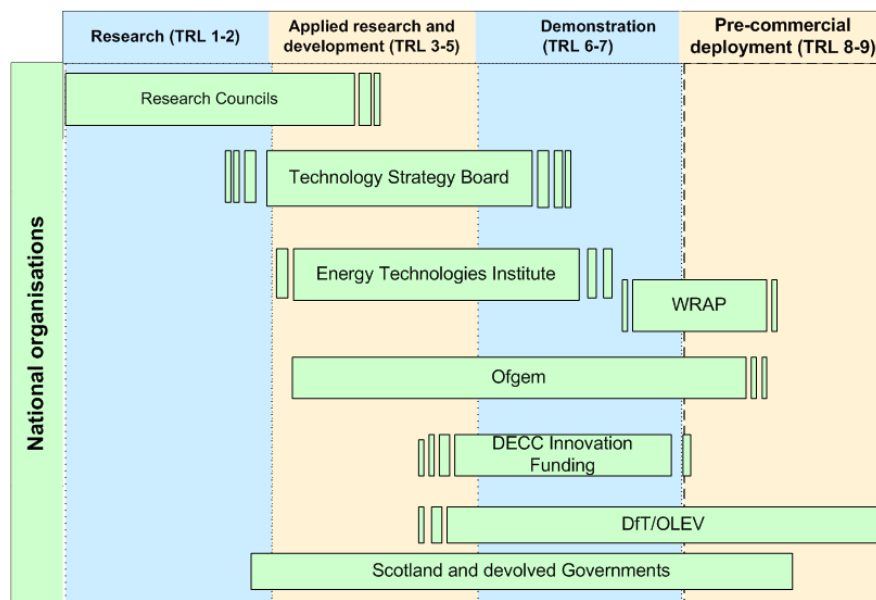 Research (TRL 1-2)
Applied research and
development (TRL 3-5)
Demonstration
(TRL 6-7)
Pre-commercial
deployment (TRL 8-9)
National organisations
Research Councils
Technology Strategy Board
Energy Technologies Institute
WRAP
Ofgem
DECC Innovation
Funding
DfT/OLEV
Scotland and devolved Governments